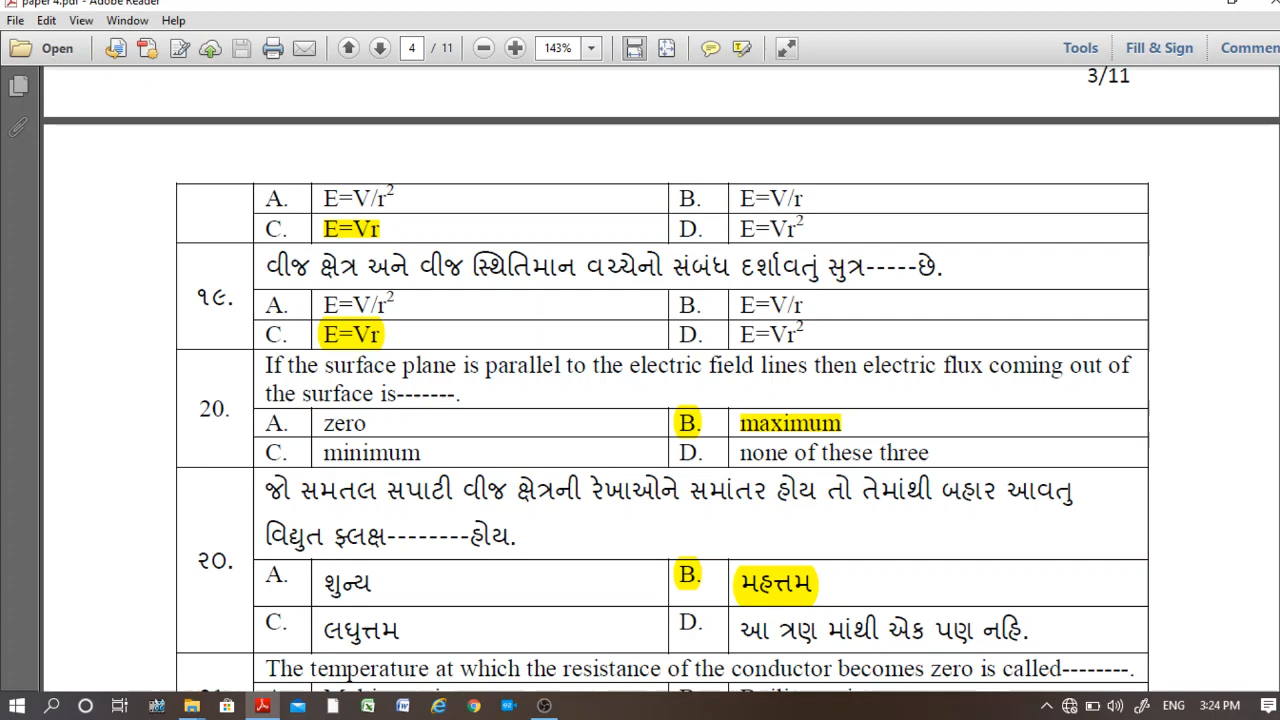 paper 4.pdf - Adobe Reader
File Edit View Window Help
Open 4 / 11 143% Tools Fill & Sign Commen
3/11
A. E=V/r² B. E=V/r
C. E=Vr D. E=Vr²
૧૯. વીજ ક્ષેત્ર અને વીજ સ્થિતિમાન વચ્ચેનો સંબંધ દર્શાવતું સુત્ર-----છે.
A. E=V/r² B. E=V/r
C. E=Vr D. E=Vr²
20. If the surface plane is parallel to the electric field lines then electric flux coming out of
the surface is-------.
A. zero B. maximum
C. minimum D. none of these three
૨૦. જો સમતલ સપાટી વીજ ક્ષેત્રની રેખાઓને સમાંતર હોય તો તેમાંથી બહાર આવતુ
વિદ્યુત ફ્લક્ષ--------હોય.
A. શુન્ય B. મહત્તમ
C. લઘુત્તમ D. આ ત્રણ માંથી એક પણ નહિ.
The temperature at which the resistance of the conductor becomes zero is called--------.
ENG 3:24 PM